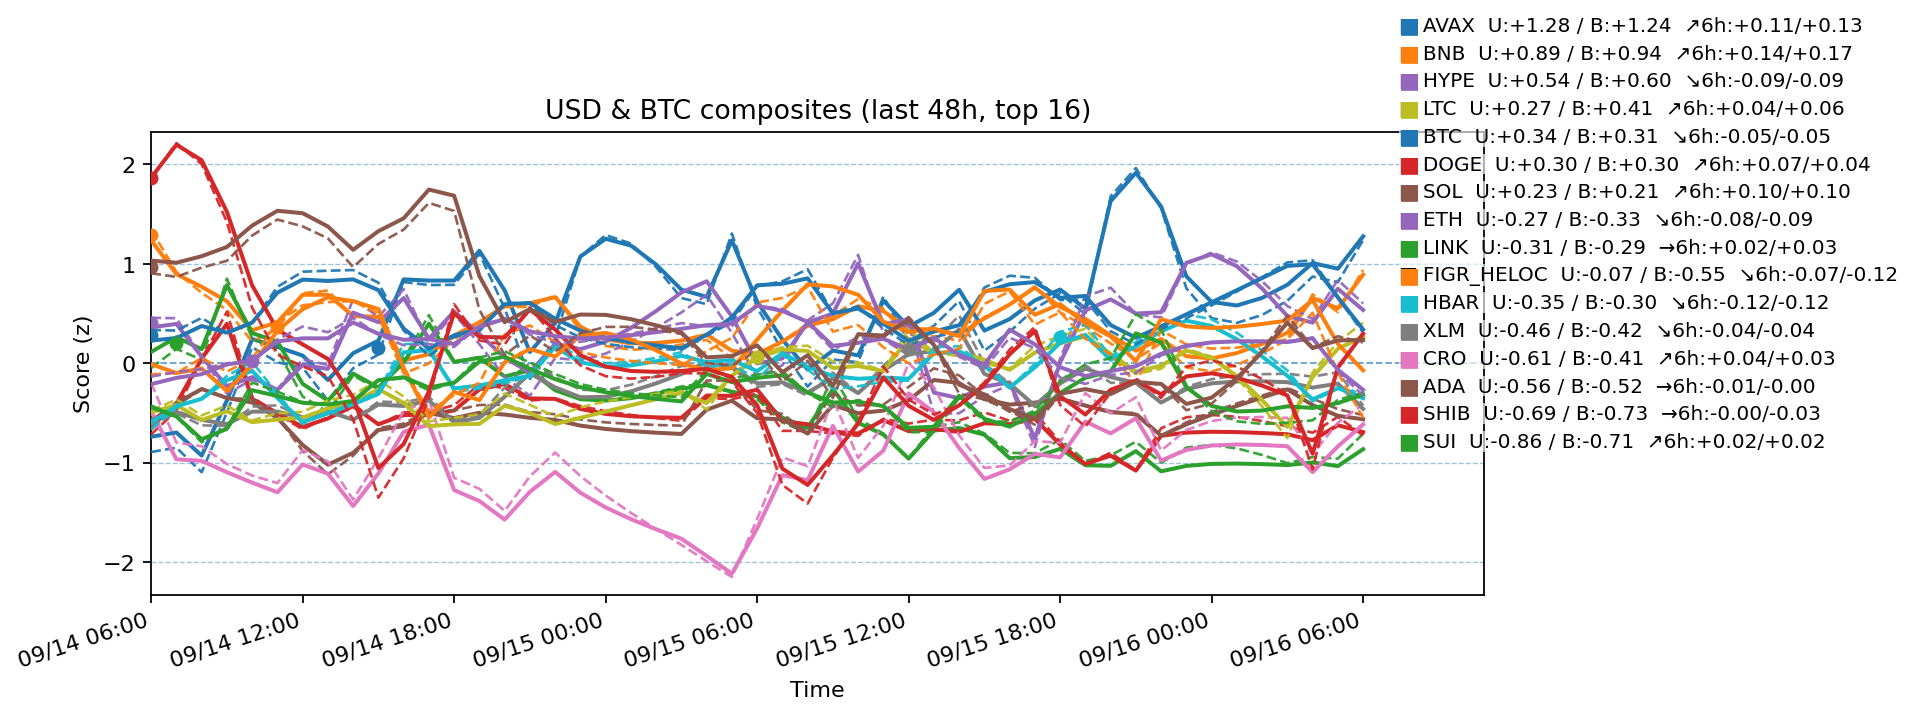 AVAX  U:+1.28 / B:+1.24  ↗6h:+0.11/+0.13
BNB  U:+0.89 / B:+0.94  ↗6h:+0.14/+0.17
HYPE  U:+0.54 / B:+0.60  ↘6h:-0.09/-0.09
LTC  U:+0.27 / B:+0.41  ↗6h:+0.04/+0.06
BTC  U:+0.34 / B:+0.31  ↘6h:-0.05/-0.05
DOGE  U:+0.30 / B:+0.30  ↗6h:+0.07/+0.04
SOL  U:+0.23 / B:+0.21  ↗6h:+0.10/+0.10
ETH  U:-0.27 / B:-0.33  ↘6h:-0.08/-0.09
LINK  U:-0.31 / B:-0.29  →6h:+0.02/+0.03
FIGR_HELOC  U:-0.07 / B:-0.55  ↘6h:-0.07/-0.12
HBAR  U:-0.35 / B:-0.30  ↘6h:-0.12/-0.12
XLM  U:-0.46 / B:-0.42  ↘6h:-0.04/-0.04
CRO  U:-0.61 / B:-0.41  ↗6h:+0.04/+0.03
ADA  U:-0.56 / B:-0.52  →6h:-0.01/-0.00
SHIB  U:-0.69 / B:-0.73  →6h:-0.00/-0.03
SUI  U:-0.86 / B:-0.71  ↗6h:+0.02/+0.02
USD & BTC composites (last 48h, top 16)
Score (z)
2
1
0
−1
−2
09/14 06:00
09/14 12:00
09/14 18:00
09/15 00:00
09/15 06:00
09/15 12:00
09/15 18:00
09/16 00:00
09/16 06:00
Time